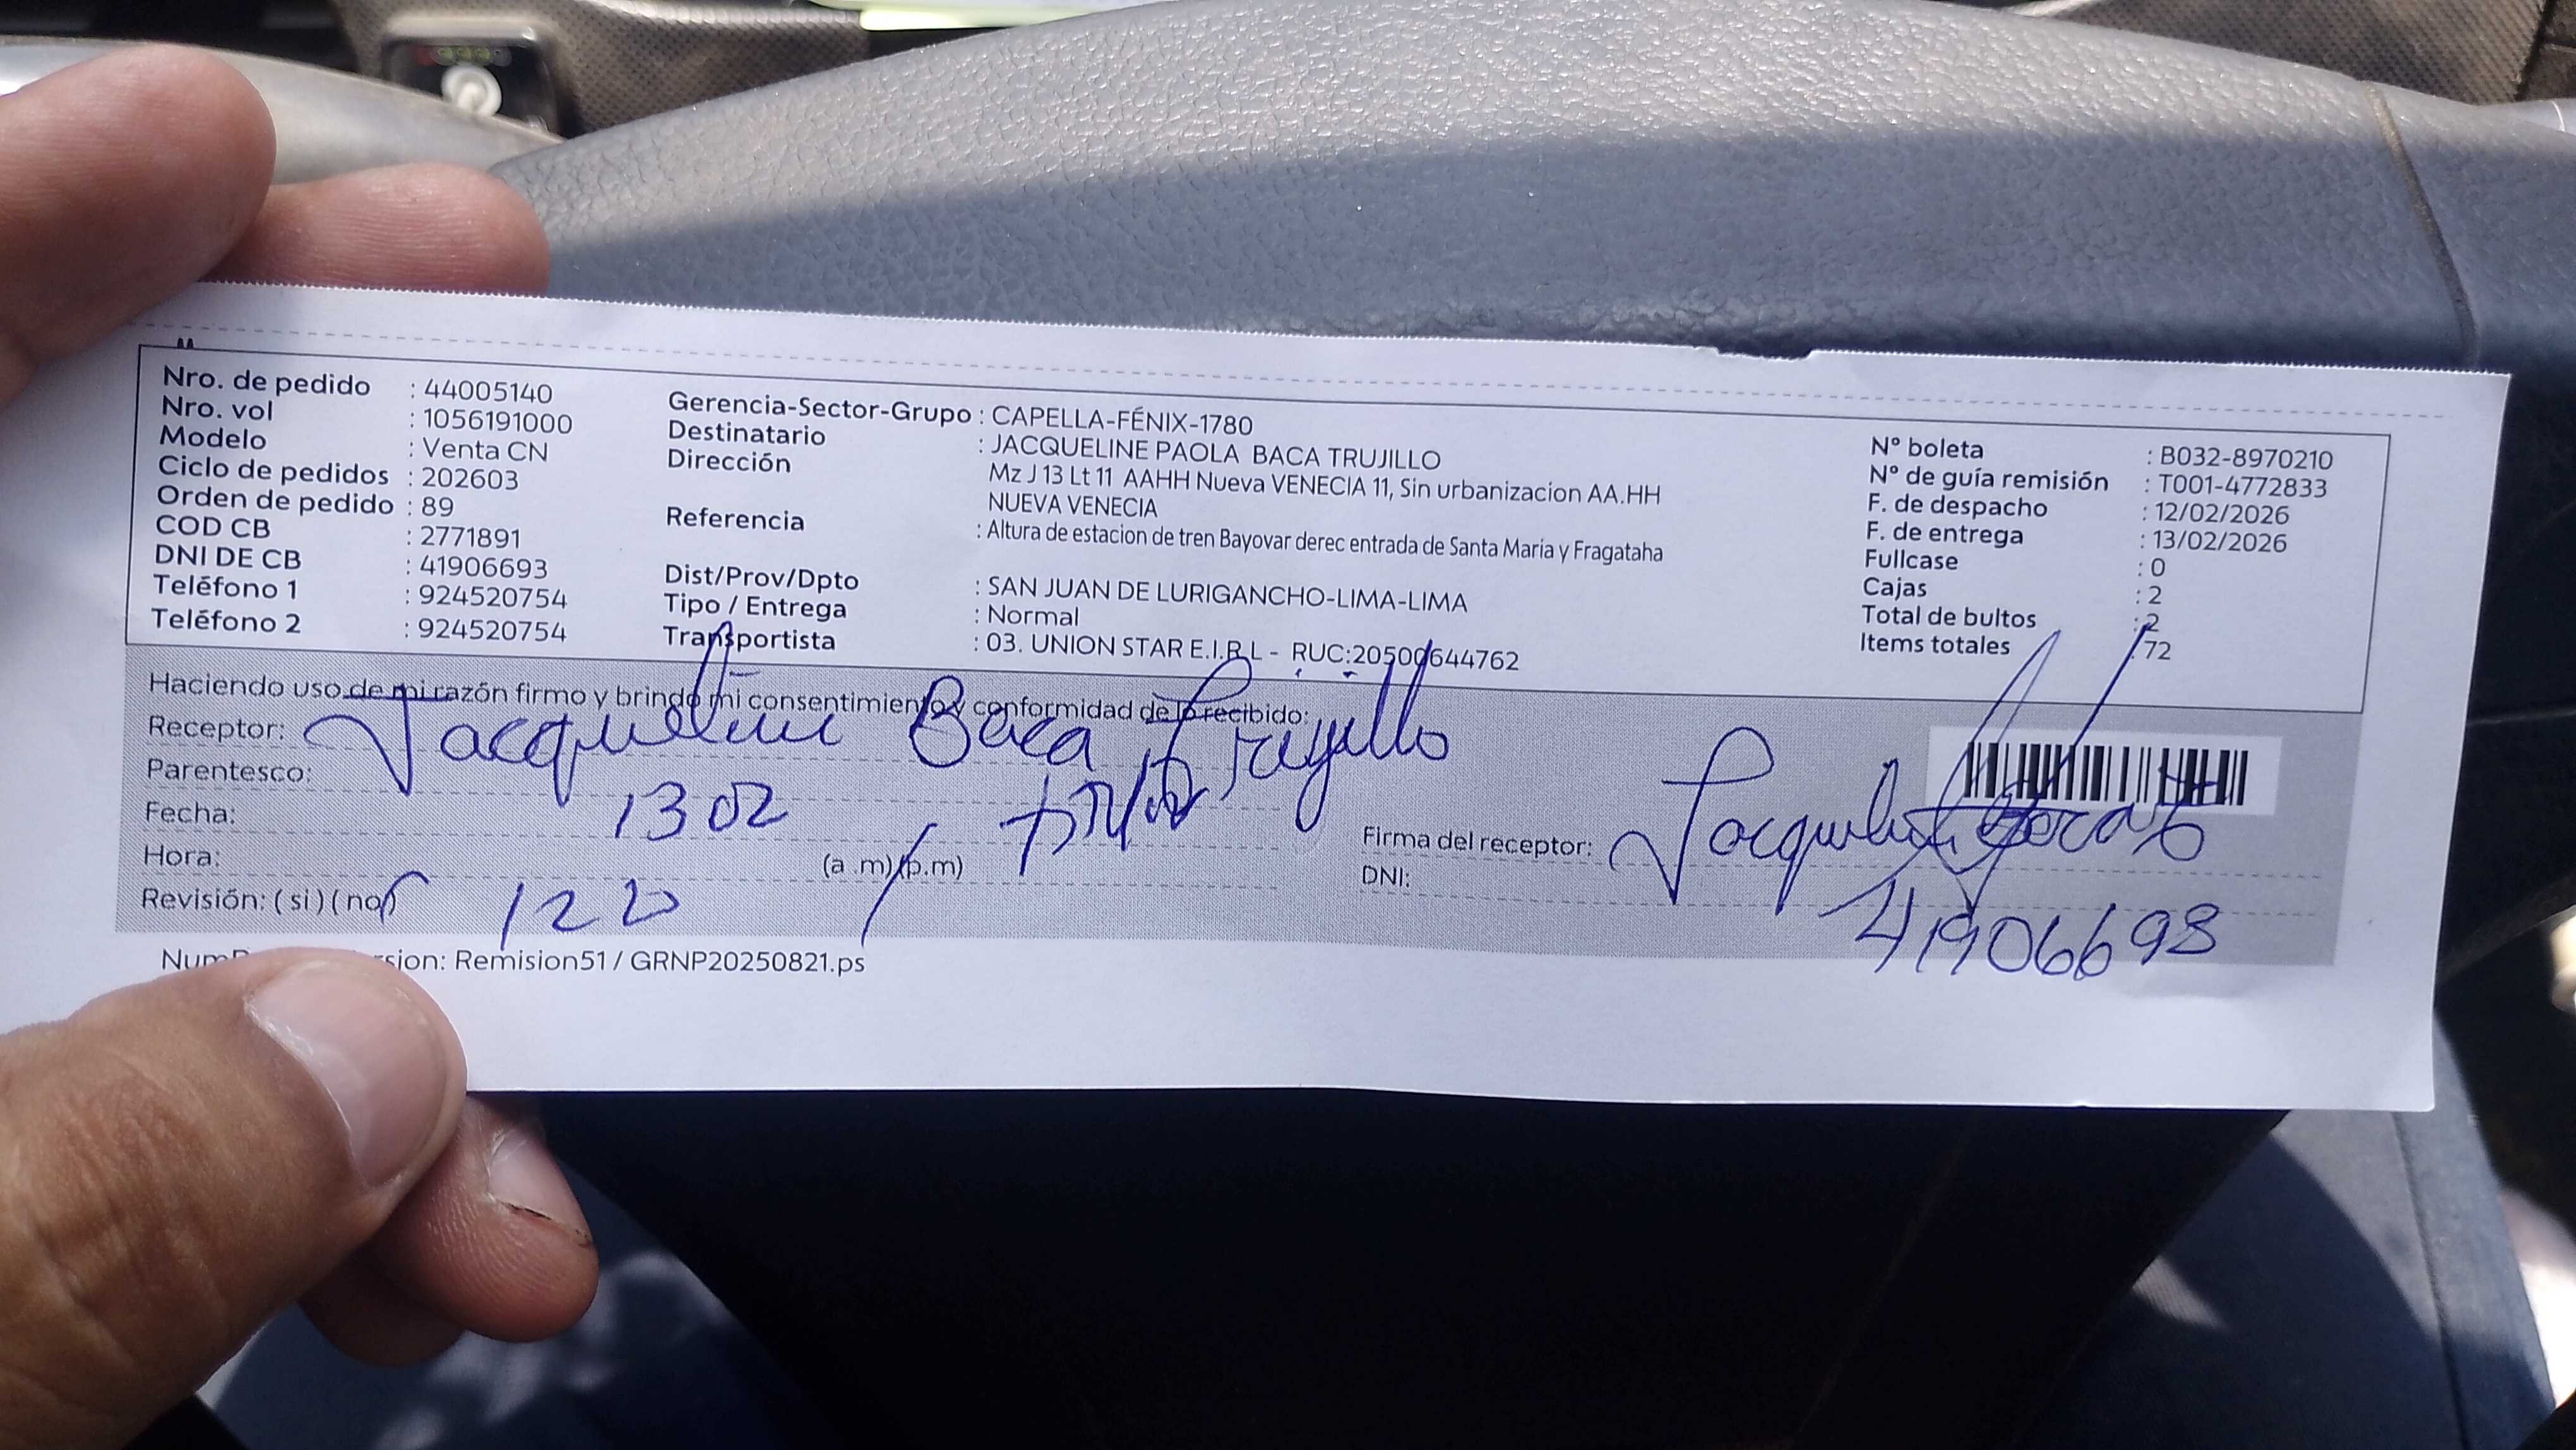 Nro. de pedido : 44005140
Nro. vol : 1056191000
Modelo : Venta CN
Ciclo de pedidos : 202603
Orden de pedido : 89
COD CB : 2771891
DNI DE CB : 41906693
Teléfono 1 : 924520754
Teléfono 2 : 924520754
Gerencia-Sector-Grupo : CAPELLA-FÉNIX-1780
Destinatario : JACQUELINE PAOLA BACA TRUJILLO
Dirección Mz J 13 Lt 11 AAHH Nueva VENECIA 11, Sin urbanizacion AA.HH
NUEVA VENECIA
Referencia : Altura de estacion de tren Bayovar derec entrada de Santa Maria y Fragataha
Dist/Prov/Dpto : SAN JUAN DE LURIGANCHO-LIMA-LIMA
Tipo / Entrega : Normal
Transportista : 03. UNION STAR E.I.R.L - RUC:20500644762
Nº boleta : B032-8970210
Nº de guía remisión : T001-4772833
F. de despacho : 12/02/2026
F. de entrega : 13/02/2026
Fullcase : 0
Cajas : 2
Total de bultos : 2
Items totales : 72
Haciendo uso de mi razón firmo y brindo mi consentimiento y conformidad de lo recibido:
Receptor: Jacqueline Baca Trujillo
Parentesco:
Fecha: 13 02
Hora: (a .m)(p.m)
Revisión: ( si ) ( no) 1 20
Firma del receptor:
DNI: 41906698
sion: Remision51 / GRNP20250821.ps